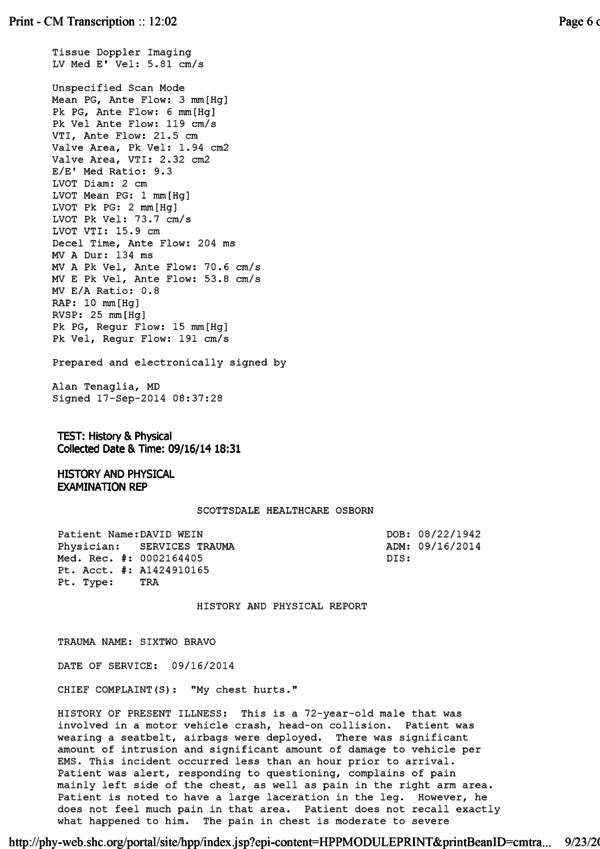 Print - CM Transcription :: 12:02 Page 6 o
Tissue Doppler Imaging
LV Med E' Vel: 5.81 cm/s
Unspecified Scan Mode
Mean PG, Ante Flow: 3 mm[Hg]
Pk PG, Ante Flow: 6 mm[Hg]
Pk Vel Ante Flow: 119 cm/s
VTI, Ante Flow: 21.5 cm
Valve Area, Pk Vel: 1.94 cm2
Valve Area, VTI: 2.32 cm2
E/E' Med Ratio: 9.3
LVOT Diam: 2 cm
LVOT Mean PG: 1 mm[Hg]
LVOT Pk PG: 2 mm[Hg]
LVOT Pk Vel: 73.7 cm/s
LVOT VTI: 15.9 cm
Decel Time, Ante Flow: 204 ms
MV A Dur: 134 ms
MV A Pk Vel, Ante Flow: 70.6 cm/s
MV E Pk Vel, Ante Flow: 53.8 cm/s
MV E/A Ratio: 0.8
RAP: 10 mm[Hg]
RVSP: 25 mm[Hg]
Pk PG, Regur Flow: 15 mm[Hg]
Pk Vel, Regur Flow: 191 cm/s
Prepared and electronically signed by
Alan Tenaglia, MD
Signed 17-Sep-2014 08:37:28
TEST: History & Physical
Collected Date & Time: 09/16/14 18:31
HISTORY AND PHYSICAL
EXAMINATION REP
SCOTTSDALE HEALTHCARE OSBORN
Patient Name:DAVID WEIN DOB: 08/22/1942
Physician: SERVICES TRAUMA ADM: 09/16/2014
Med. Rec. #: 0002164405 DIS:
Pt. Acct. #: A1424910165
Pt. Type: TRA
HISTORY AND PHYSICAL REPORT
TRAUMA NAME: SIXTWO BRAVO
DATE OF SERVICE: 09/16/2014
CHIEF COMPLAINT(S): "My chest hurts."
HISTORY OF PRESENT ILLNESS: This is a 72-year-old male that was
involved in a motor vehicle crash, head-on collision. Patient was
wearing a seatbelt, airbags were deployed. There was significant
amount of intrusion and significant amount of damage to vehicle per
EMS. This incident occurred less than an hour prior to arrival.
Patient was alert, responding to questioning, complains of pain
mainly left side of the chest, as well as pain in the right arm area.
Patient is noted to have a large laceration in the leg. However, he
does not feel much pain in that area. Patient does not recall exactly
what happened to him. The pain in chest is moderate to severe
http://phy-web.shc.org/portal/site/hpp/index.jsp?epi-content=HPPMODULEPRINT&printBeanID=cmtra... 9/23/20